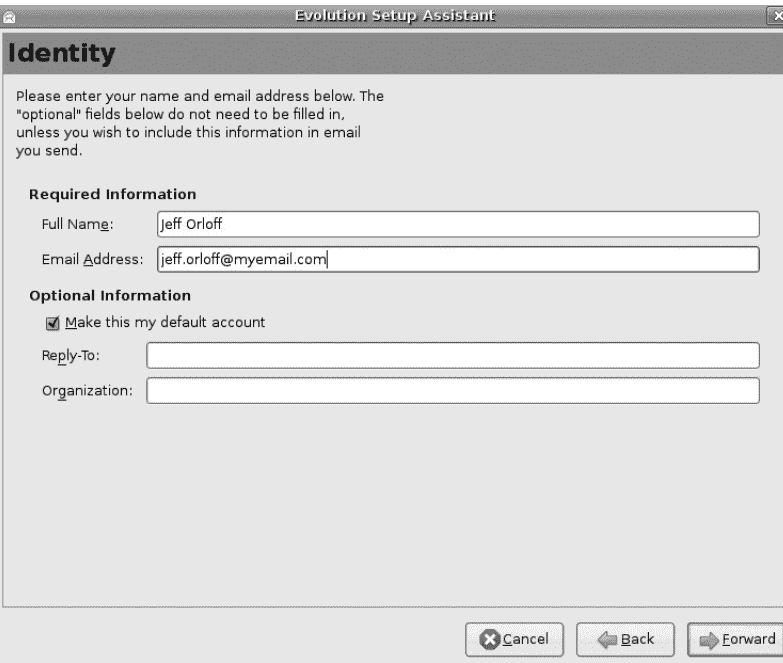 Evolution Setup Assistant
Identity
Please enter your name and email address below. The
"optional" fields below do not need to be filled in,
unless you wish to include this information in email
you send.
Required Information
Full Name: Jeff Orloff
Email Address: jeff.orloff@myemail.com
Optional Information
Make this my default account
Reply-To:
Organization:
Cancel Back Forward